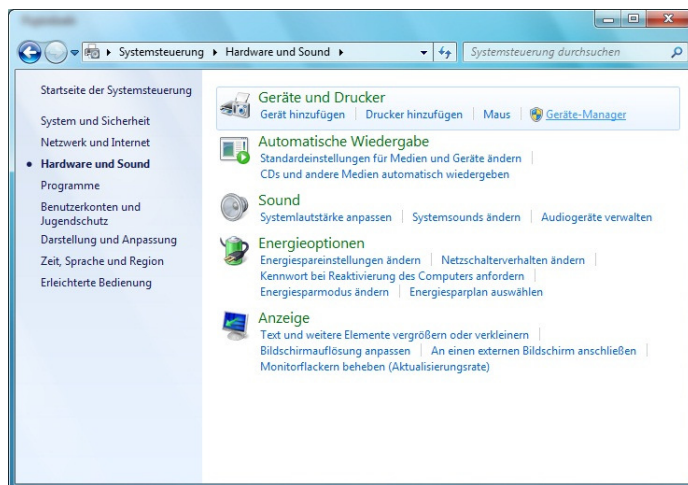 Systemsteuerung Hardware und Sound
Systemsteuerung durchsuchen
Startseite der Systemsteuerung
System und Sicherheit
Netzwerk und Internet
Hardware und Sound
Programme
Benutzerkonten und
Jugendschutz
Darstellung und Anpassung
Zeit, Sprache und Region
Erleichterte Bedienung
Geräte und Drucker
Gerät hinzufügen Drucker hinzufügen Maus Geräte-Manager
Automatische Wiedergabe
Standardeinstellungen für Medien und Geräte ändern
CDs und andere Medien automatisch wiedergeben
Sound
Systemlautstärke anpassen Systemsounds ändern Audiogeräte verwalten
Energieoptionen
Energiespareinstellungen ändern Netzschalterverhalten ändern
Kennwort bei Reaktivierung des Computers anfordern
Energiesparmodus ändern Energiesparplan auswählen
Anzeige
Text und weitere Elemente vergrößern oder verkleinern
Bildschirmauflösung anpassen An einen externen Bildschirm anschließen
Monitorflackern beheben (Aktualisierungsrate)